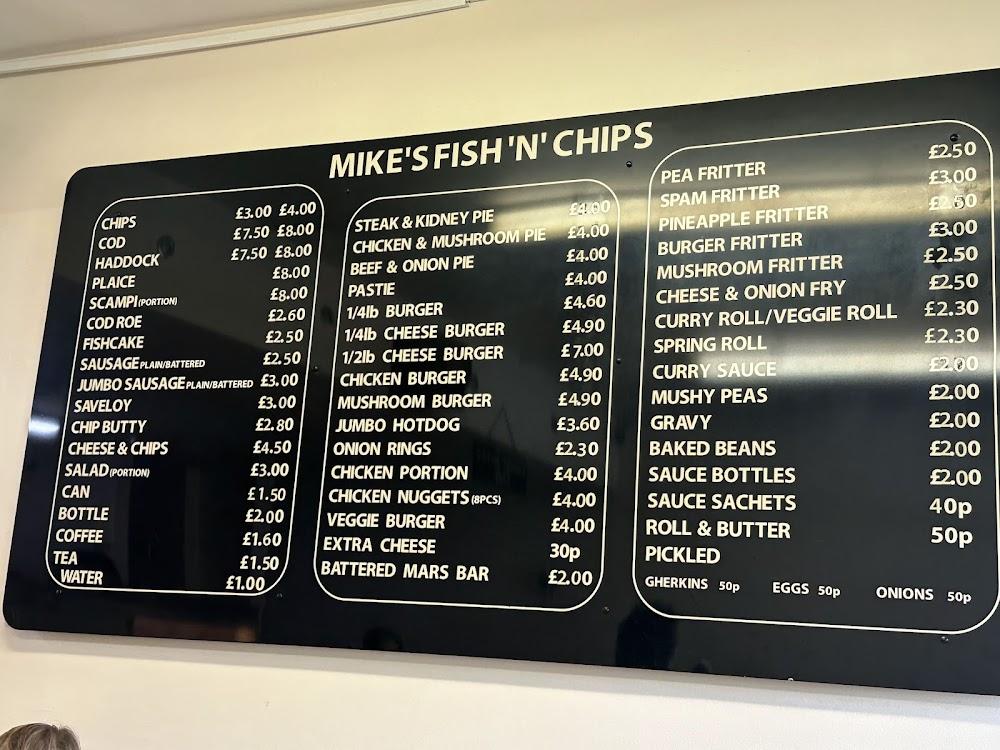 MIKE'S FISH 'N' CHIPS
CHIPS £3.00 £4.00
COD £7.50 £8.00
HADDOCK £7.50 £8.00
PLAICE £8.00
SCAMPI (PORTION) £8.00
COD ROE £2.60
FISHCAKE £2.50
SAUSAGE PLAIN/BATTERED £2.50
JUMBO SAUSAGE PLAIN/BATTERED £3.00
SAVELOY £3.00
CHIP BUTTY £2.80
CHEESE & CHIPS £4.50
SALAD (PORTION) £3.00
CAN £1.50
BOTTLE £2.00
COFFEE £1.60
TEA £1.50
WATER £1.00
STEAK & KIDNEY PIE £4.00
CHICKEN & MUSHROOM PIE £4.00
BEEF & ONION PIE £4.00
PASTIE £4.00
1/4lb BURGER £4.60
1/4lb CHEESE BURGER £4.90
1/2lb CHEESE BURGER £7.00
CHICKEN BURGER £4.90
MUSHROOM BURGER £4.90
JUMBO HOTDOG £3.60
ONION RINGS £2.30
CHICKEN PORTION £4.00
CHICKEN NUGGETS (8PCS) £4.00
VEGGIE BURGER £4.00
EXTRA CHEESE 30p
BATTERED MARS BAR £2.00
PEA FRITTER £2.50
SPAM FRITTER £3.00
PINEAPPLE FRITTER £2.50
BURGER FRITTER £3.00
MUSHROOM FRITTER £2.50
CHEESE & ONION FRY £2.50
CURRY ROLL/VEGGIE ROLL £2.30
SPRING ROLL £2.30
CURRY SAUCE £2.00
MUSHY PEAS £2.00
GRAVY £2.00
BAKED BEANS £2.00
SAUCE BOTTLES £2.00
SAUCE SACHETS 40p
ROLL & BUTTER 50p
PICKLED
GHERKINS 50p EGGS 50p ONIONS 50p